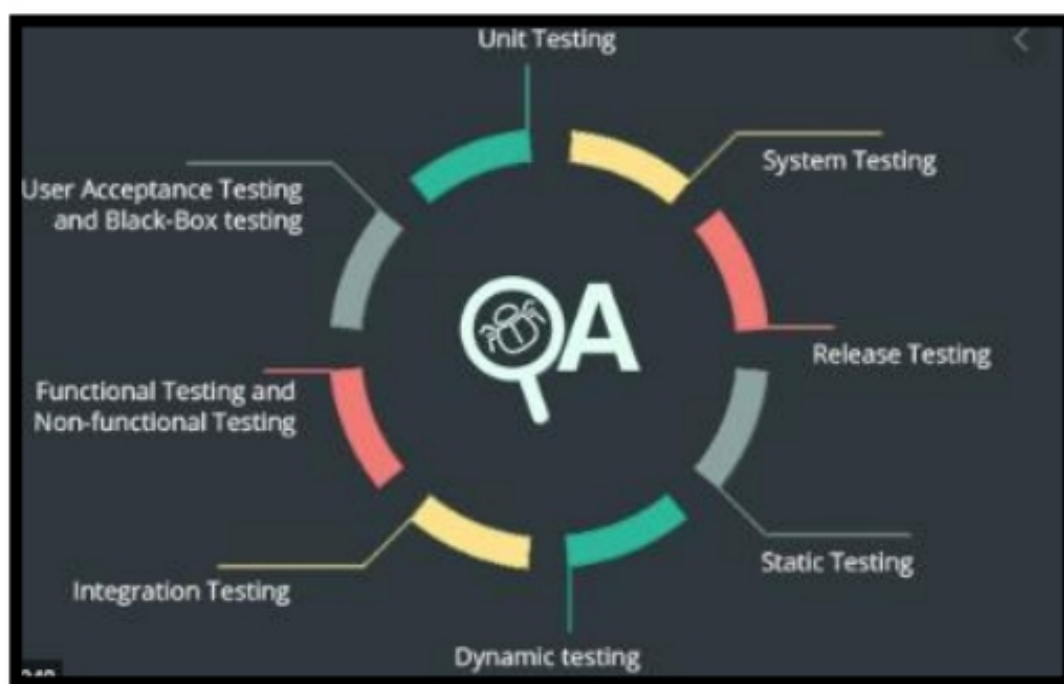 Unit Testing
System Testing
User Acceptance Testing
and Black-Box testing
QA
Release Testing
Functional Testing and
Non-functional Testing
Static Testing
Integration Testing
Dynamic testing